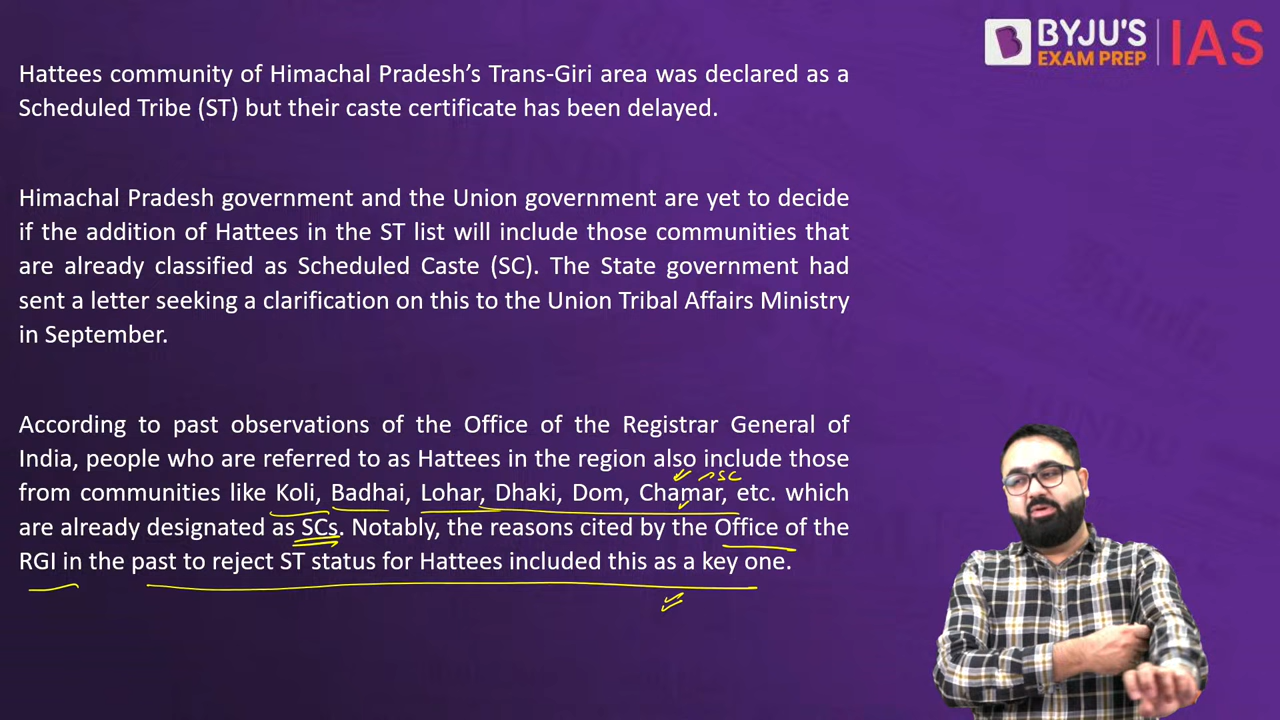 BYJU'S
EXAM PREP
IAS
Hattees community of Himachal Pradesh’s Trans-Giri area was declared as a
Scheduled Tribe (ST) but their caste certificate has been delayed.
Himachal Pradesh government and the Union government are yet to decide
if the addition of Hattees in the ST list will include those communities that
are already classified as Scheduled Caste (SC). The State government had
sent a letter seeking a clarification on this to the Union Tribal Affairs Ministry
in September.
According to past observations of the Office of the Registrar General of
India, people who are referred to as Hattees in the region also include those
SC
from communities like Koli, Badhai, Lohar, Dhaki, Dom, Chamar, etc. which
are already designated as SCs. Notably, the reasons cited by the Office of the
RGI in the past to reject ST status for Hattees included this as a key one.